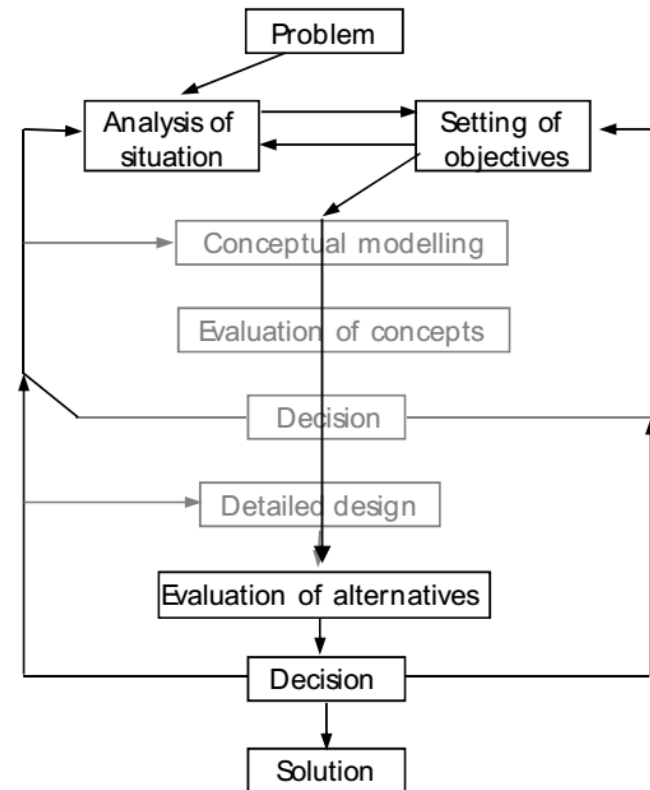 Problem
Analysis of
situation
Setting of
objectives
Conceptual modelling
Evaluation of concepts
Decision
Detailed design
Evaluation of alternatives
Decision
Solution